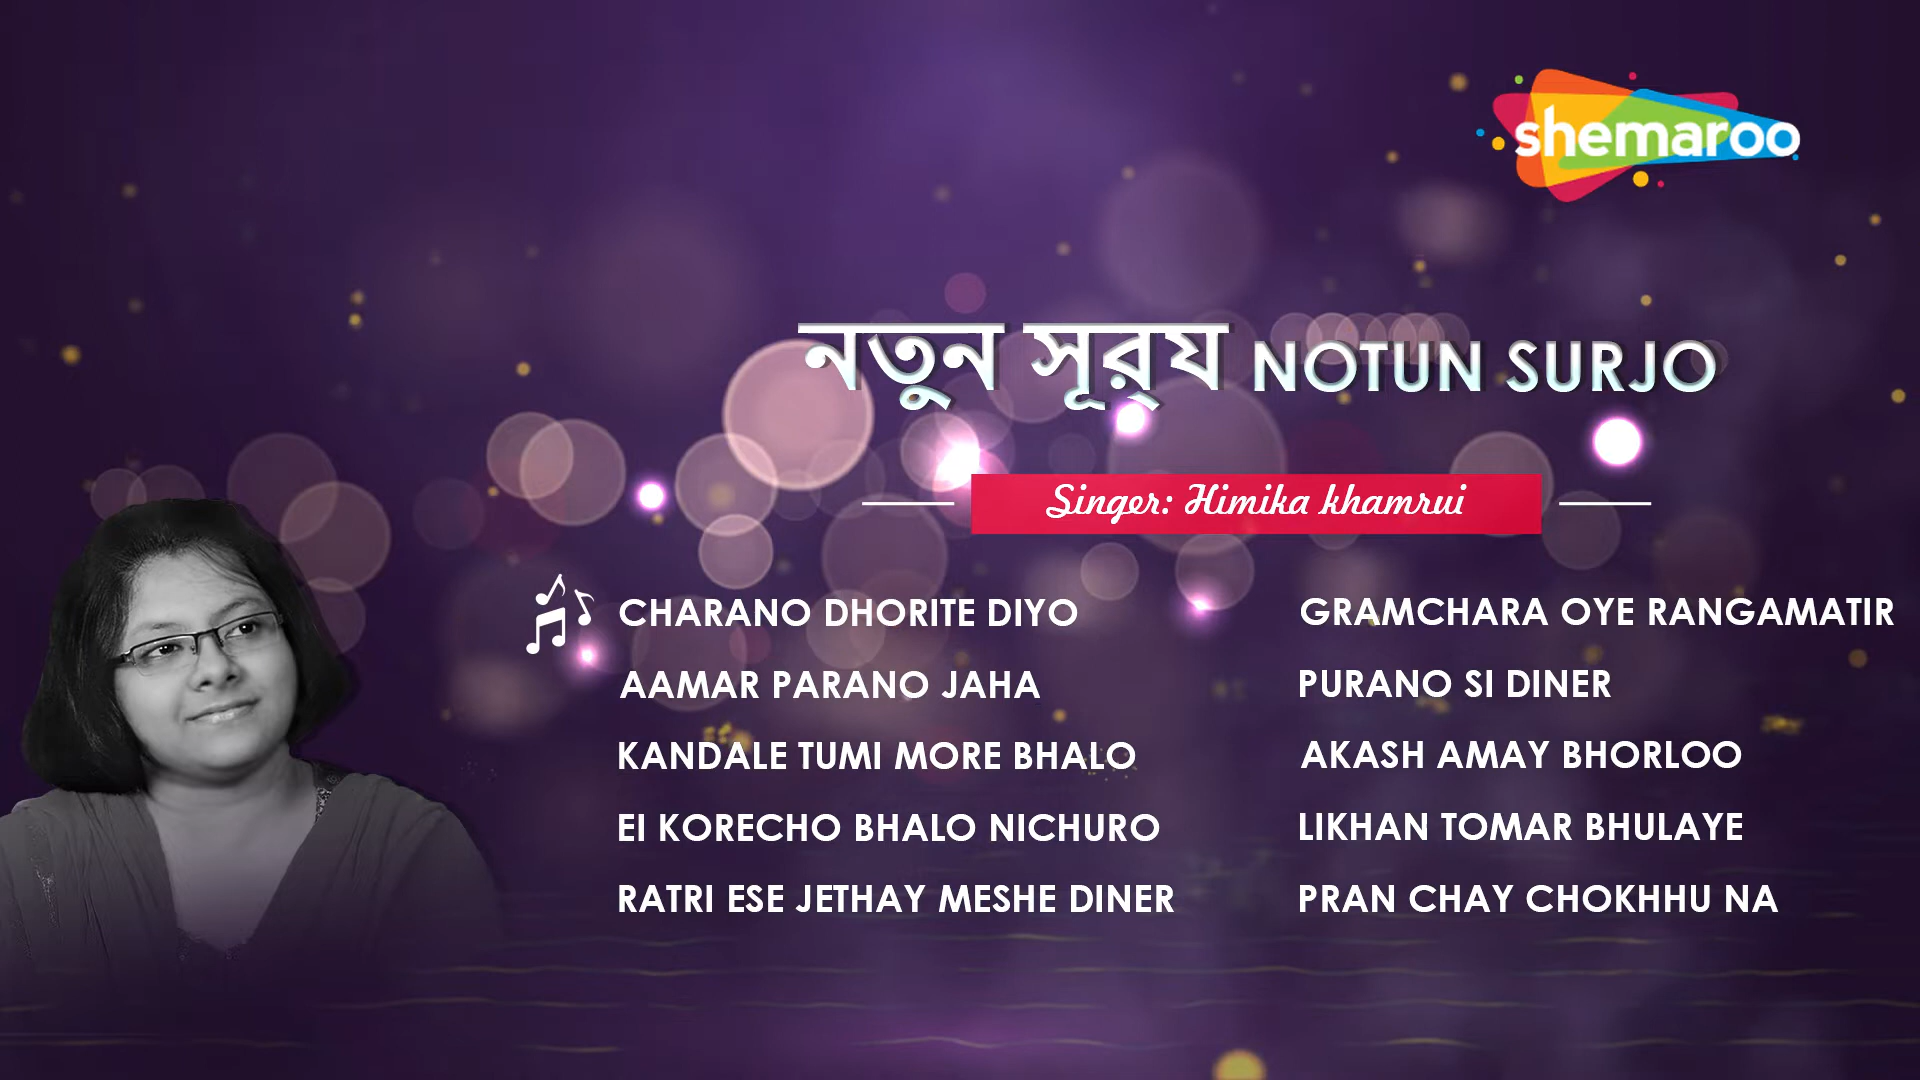 shemaroo
নতুন সূর্‍য NOTUN SURJO
Singer: Himika khamrui
CHARANO DHORITE DIYO
AAMAR PARANO JAHA
KANDALE TUMI MORE BHALO
EI KORECHO BHALO NICHURO
RATRI ESE JETHAY MESHE DINER
GRAMCHARA OYE RANGAMATIR
PURANO SI DINER
AKASH AMAY BHORLOO
LIKHAN TOMAR BHULAYE
PRAN CHAY CHOKHHU NA